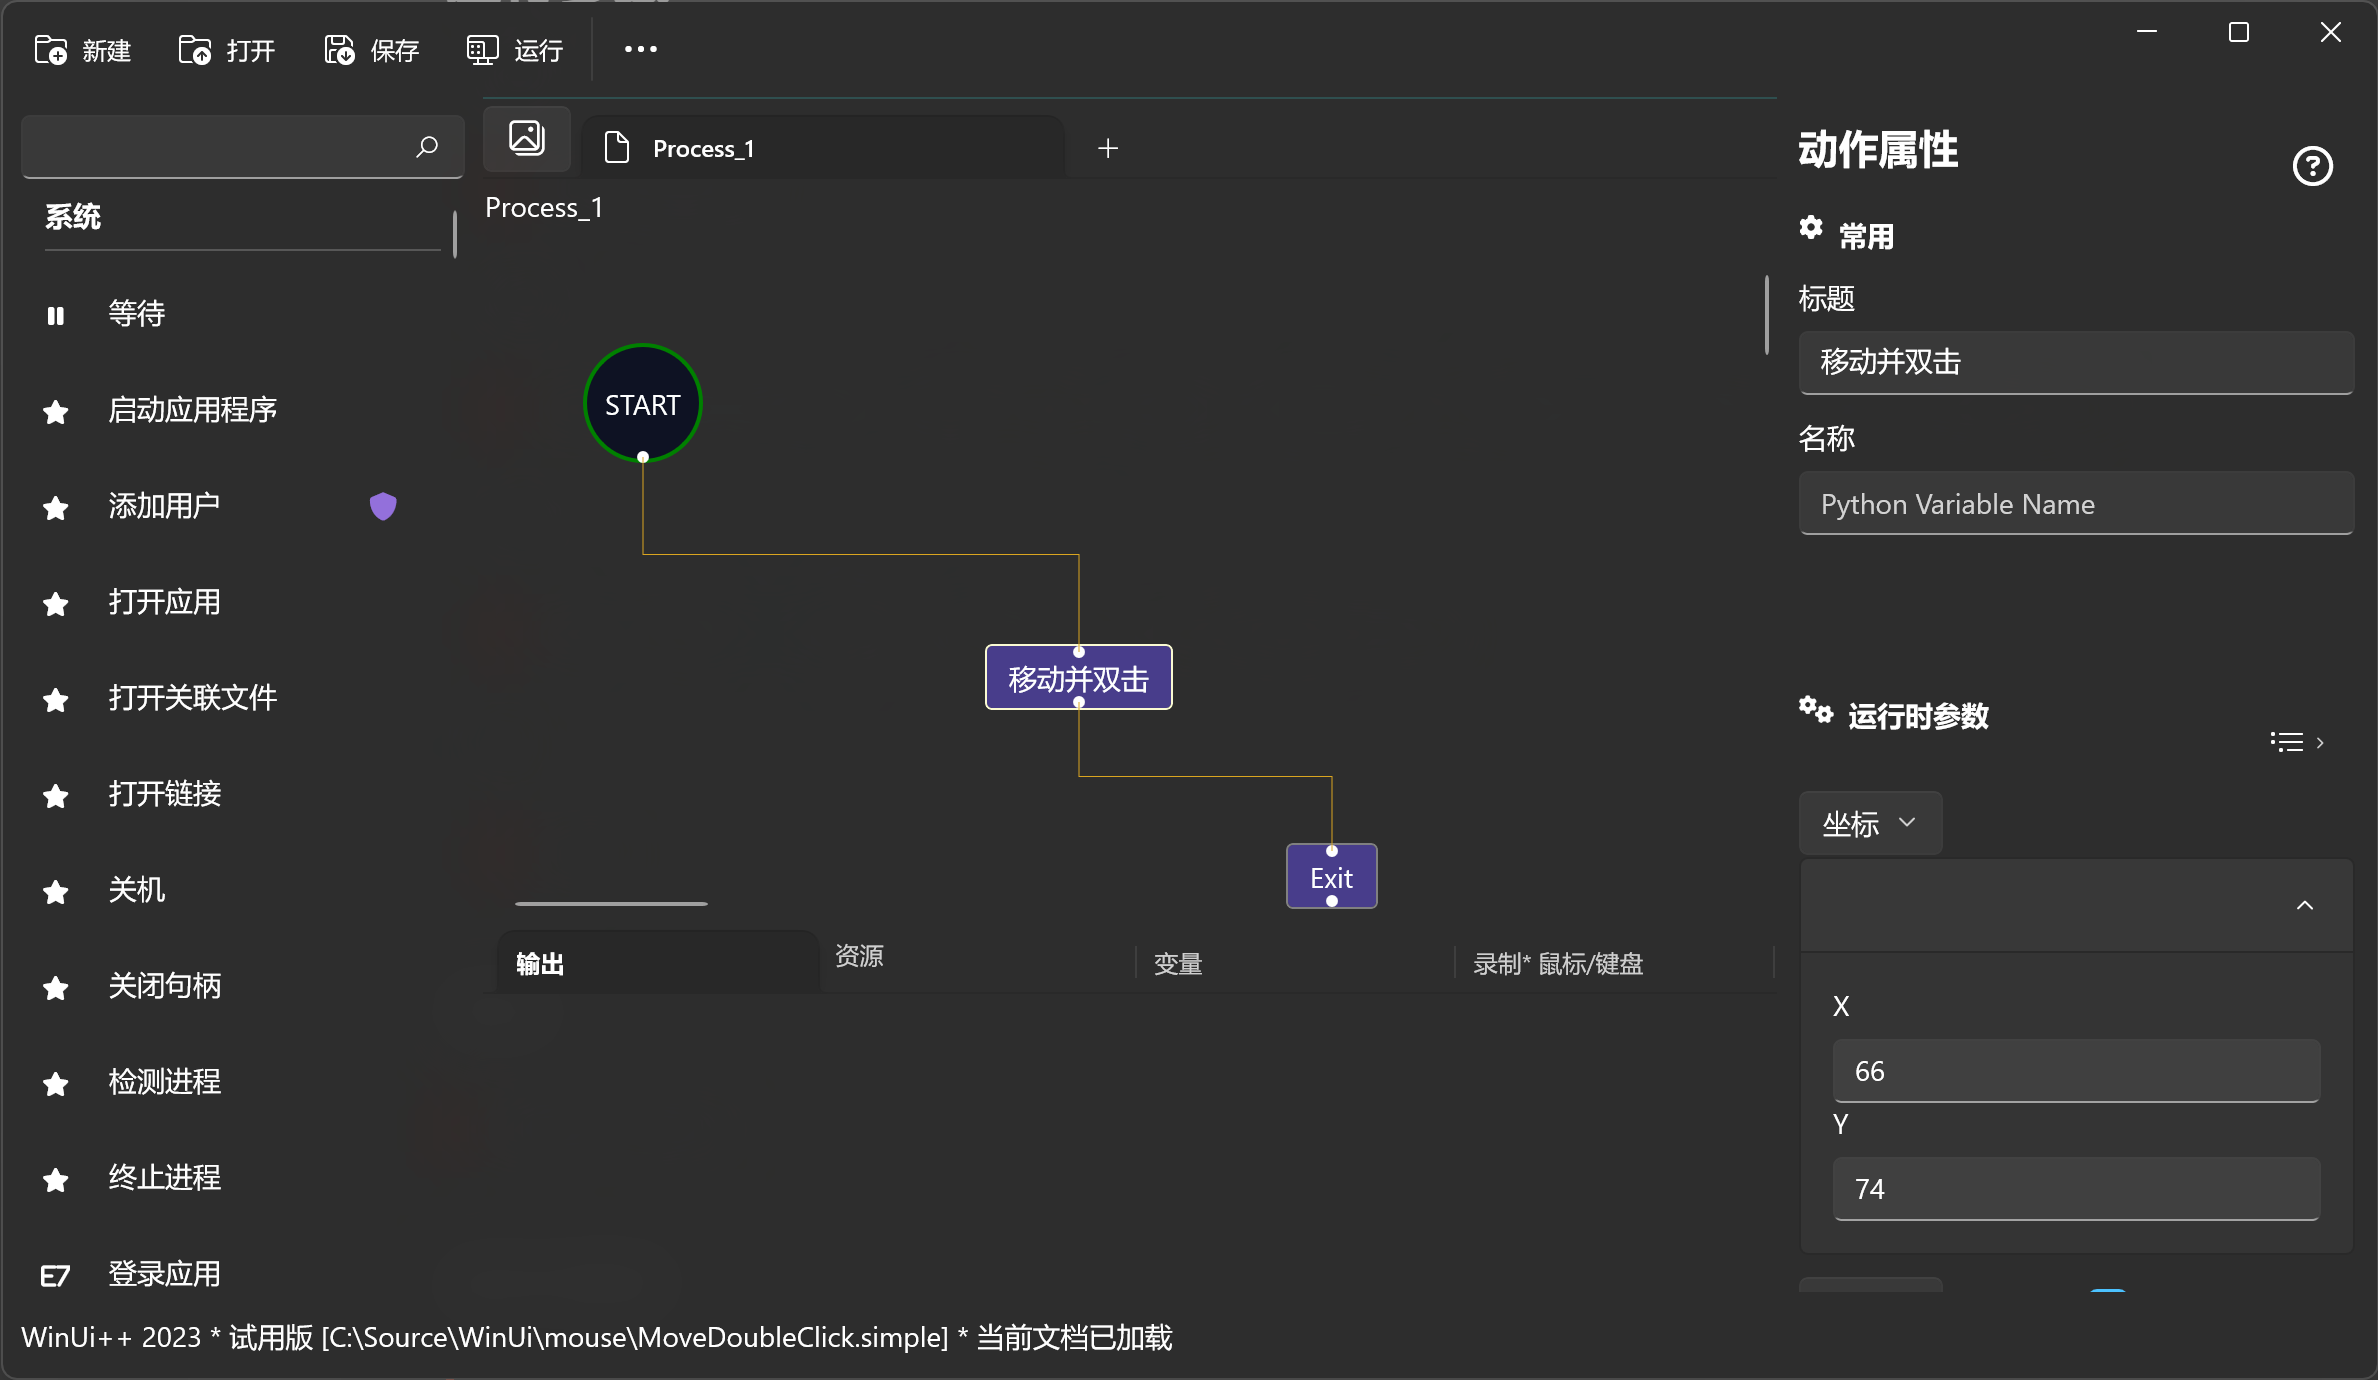 新建
打开
保存
运行
Process_1
Process_1
系统
等待
启动应用程序
添加用户
打开应用
打开关联文件
打开链接
关机
关闭句柄
检测进程
终止进程
登录应用
START
移动并双击
Exit
输出
资源
变量
录制* 鼠标/键盘
动作属性
常用
标题
移动并双击
名称
Python Variable Name
运行时参数
坐标
X
66
Y
74
WinUi++ 2023 * 试用版 [C:\Source\WinUi\mouse\MoveDoubleClick.simple] * 当前文档已加载